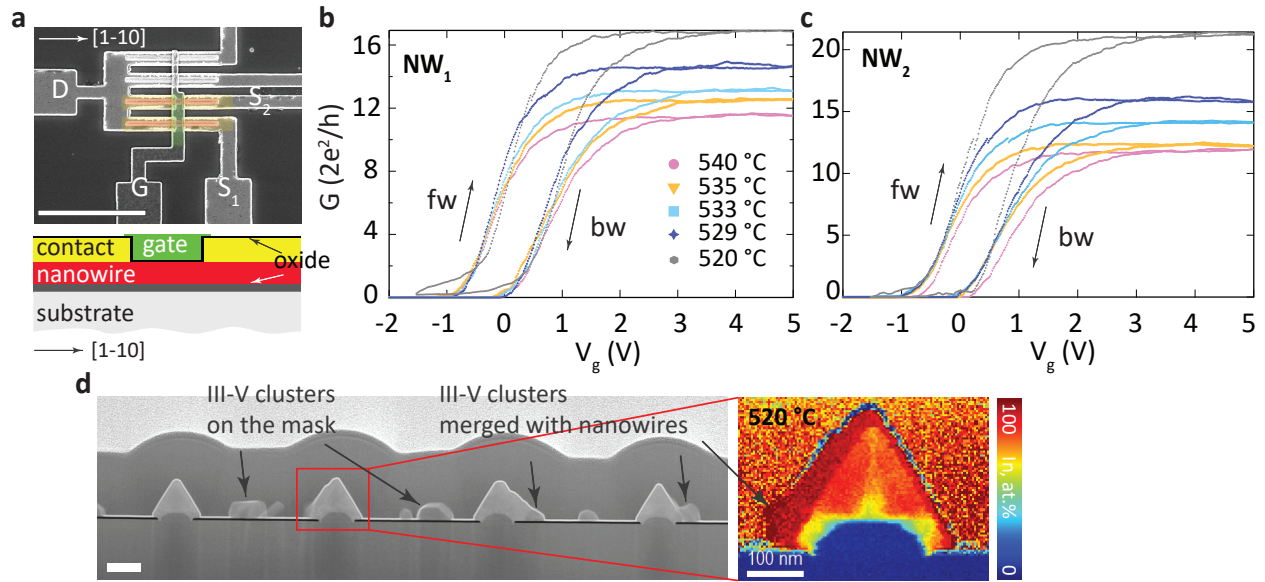 a
[1-10]
D
S2
G
S1
contact
gate
oxide
nanowire
substrate
[1-10]
b
NW1
G (2e²/h)
16
12
8
4
0
fw
bw
540 °C
535 °C
533 °C
529 °C
520 °C
-2 -1 0 1 2 3 4 5
Vg (V)
c
NW2
20
15
10
5
0
fw
bw
-2 -1 0 1 2 3 4 5
Vg (V)
d
III-V clusters
on the mask
III-V clusters
merged with nanowires
520 °C
100 nm
100
In, at.%
0